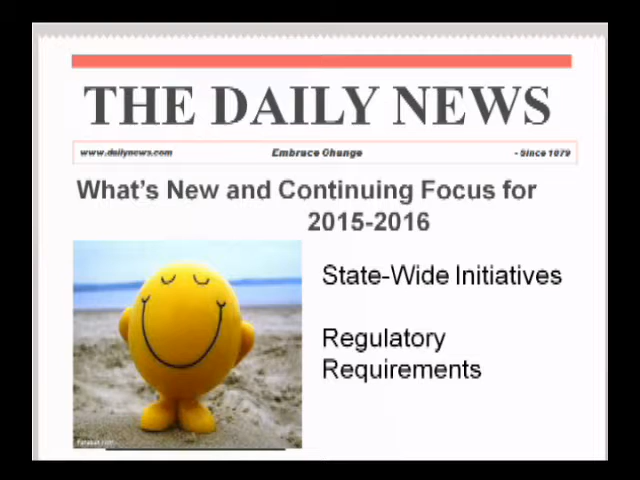 THE DAILY NEWS
www.dailynews.com Embrace Change - Since 1879
What's New and Continuing Focus for
2015-2016
State-Wide Initiatives
Regulatory
Requirements